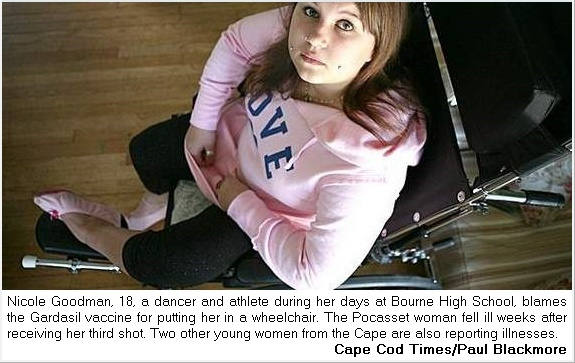 OVE
Nicole Goodman, 18, a dancer and athlete during her days at Bourne High School, blames
the Gardasil vaccine for putting her in a wheelchair. The Pocasset woman fell ill weeks after
receiving her third shot. Two other young women from the Cape are also reporting illnesses.
Cape Cod Times/Paul Blackmore